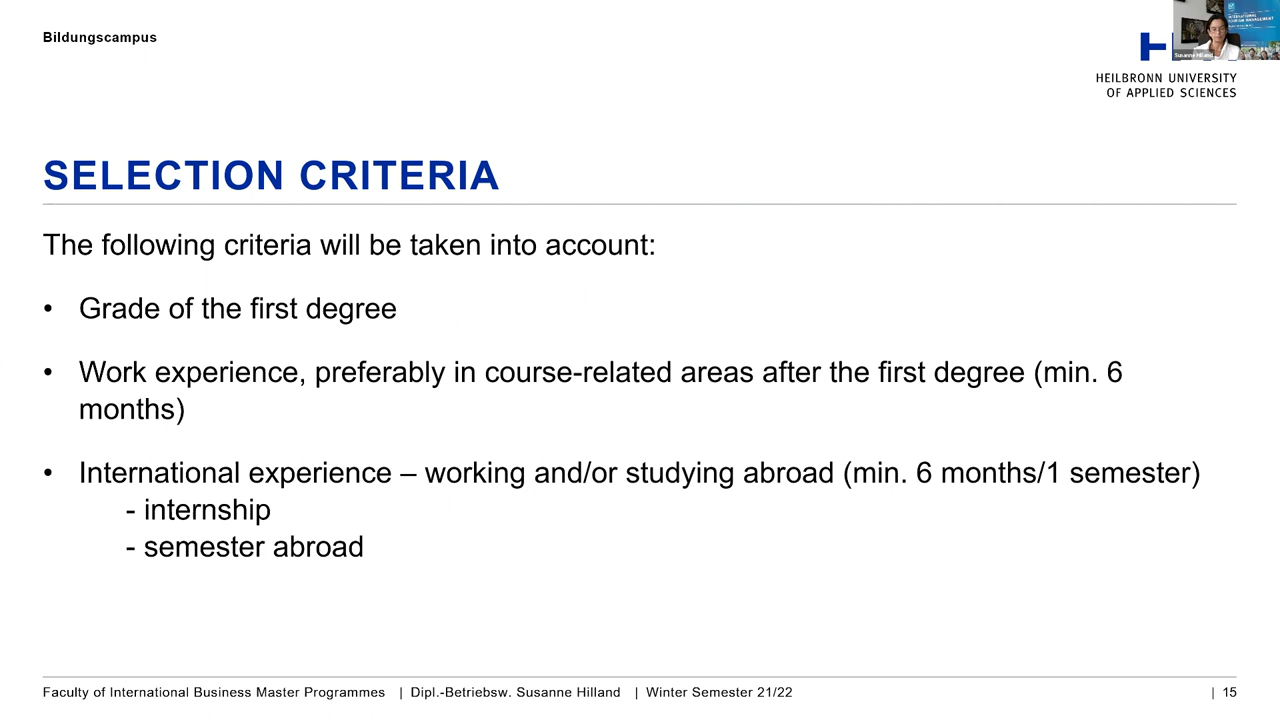 Bildungscampus
HEILBRONN UNIVERSITY
OF APPLIED SCIENCES
SELECTION CRITERIA
The following criteria will be taken into account:
• Grade of the first degree
• Work experience, preferably in course-related areas after the first degree (min. 6
months)
• International experience – working and/or studying abroad (min. 6 months/1 semester)
- internship
- semester abroad
Faculty of International Business Master Programmes | Dipl.-Betriebsw. Susanne Hilland | Winter Semester 21/22 | 15